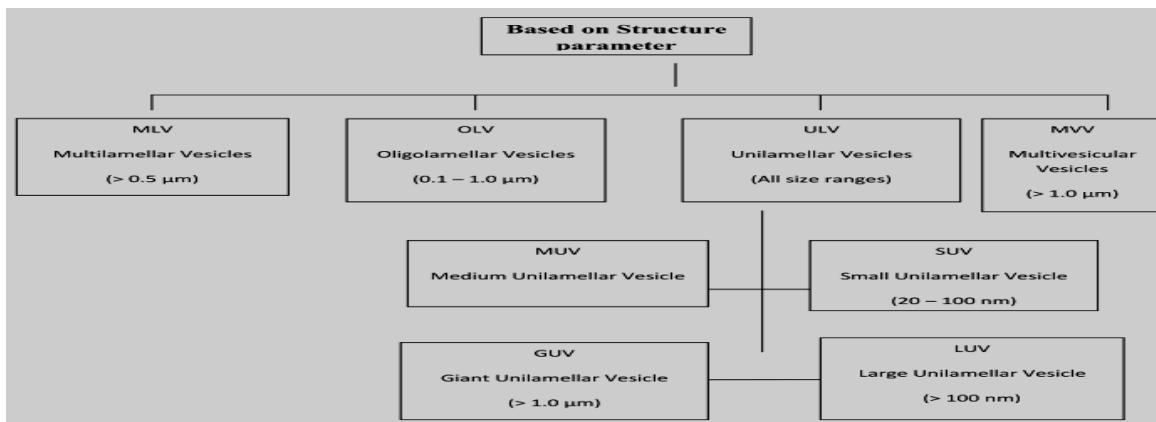 Based on Structure
parameter
MLV
Multilamellar Vesicles
(> 0.5 µm)
OLV
Oligolamellar Vesicles
(0.1 – 1.0 µm)
ULV
Unilamellar Vesicles
(All size ranges)
MVV
Multivesicular
Vesicles
(> 1.0 µm)
MUV
Medium Unilamellar Vesicle
SUV
Small Unilamellar Vesicle
(20 – 100 nm)
GUV
Giant Unilamellar Vesicle
(> 1.0 µm)
LUV
Large Unilamellar Vesicle
(> 100 nm)